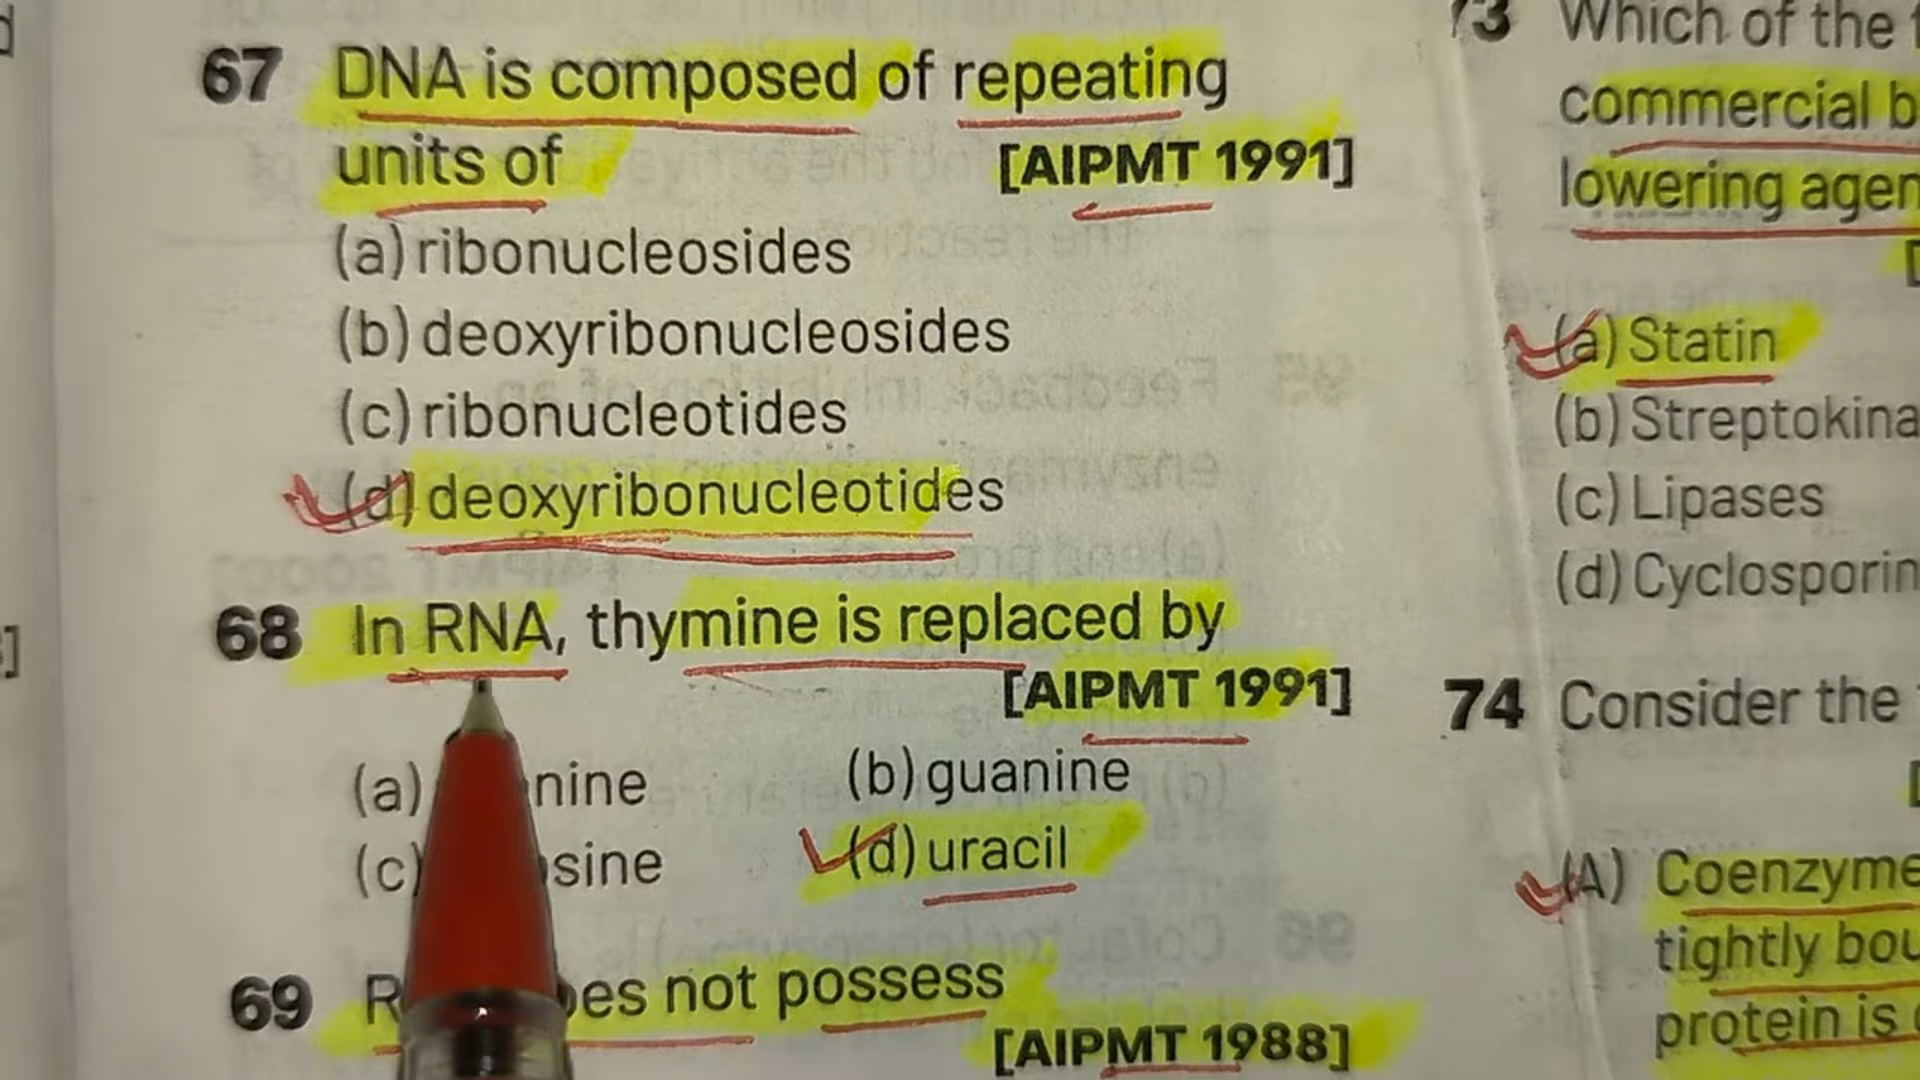 67 DNA is composed of repeating
units of [AIPMT 1991]
(a) ribonucleosides
(b) deoxyribonucleosides
(c) ribonucleotides
(d) deoxyribonucleotides
68 In RNA, thymine is replaced by
[AIPMT 1991]
(a) nine (b) guanine
(c) sine (d) uracil
69 R es not possess
[AIPMT 1988]
73 Which of the
commercial b
lowering agen
[
(a) Statin
(b) Streptokina
(c) Lipases
(d) Cyclosporin
74 Consider the
[
(A) Coenzyme
tightly bou
protein is